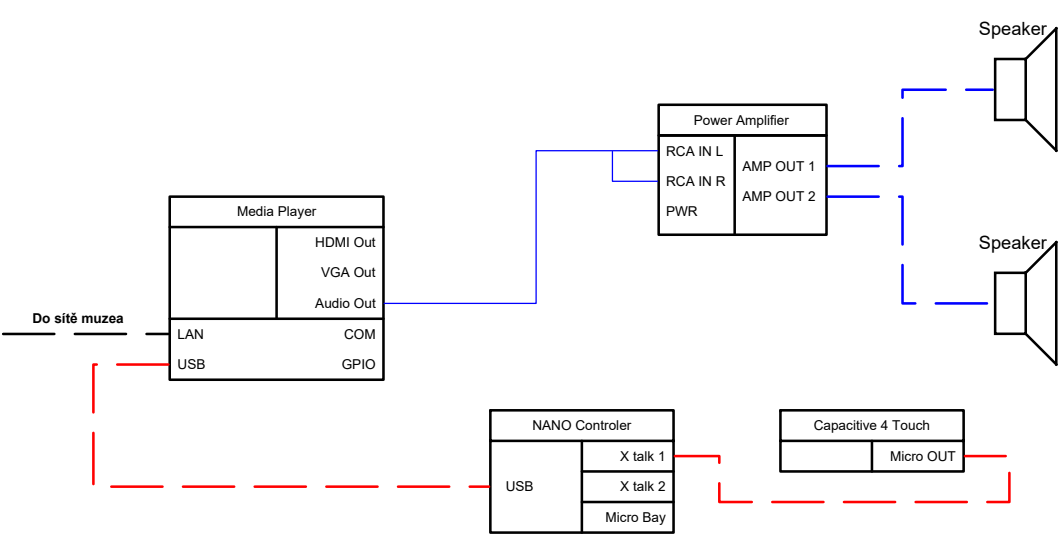 Speaker
Power Amplifier
RCA IN L
AMP OUT 1
RCA IN R
AMP OUT 2
PWR
Speaker
Media Player
HDMI Out
VGA Out
Audio Out
Do sítě muzea
LAN
COM
USB
GPIO
NANO Controler
X talk 1
USB
X talk 2
Micro Bay
Capacitive 4 Touch
Micro OUT